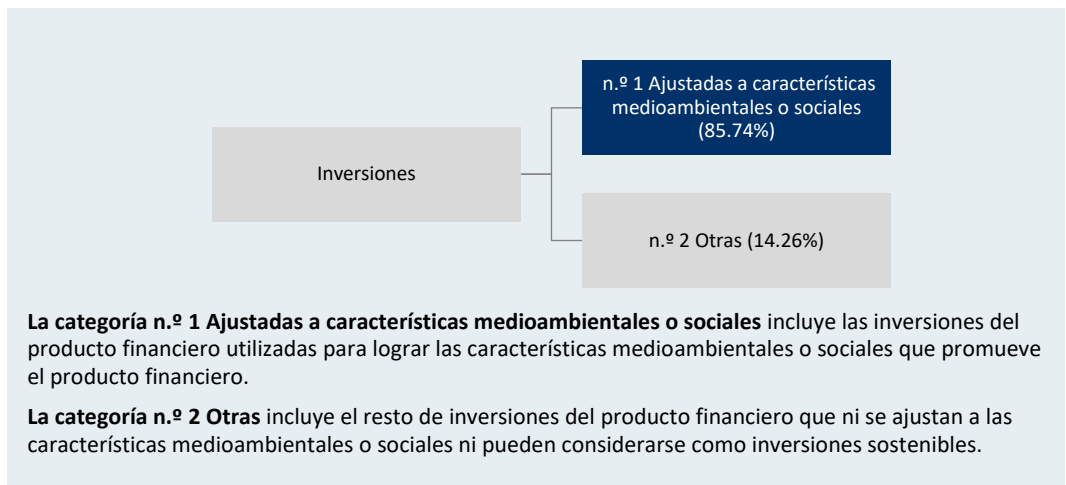 n.º 1 Ajustadas a características
medioambientales o sociales
(85.74%)
Inversiones
n.º 2 Otras (14.26%)
La categoría n.º 1 Ajustadas a características medioambientales o sociales incluye las inversiones del
producto financiero utilizadas para lograr las características medioambientales o sociales que promueve
el producto financiero.
La categoría n.º 2 Otras incluye el resto de inversiones del producto financiero que ni se ajustan a las
características medioambientales o sociales ni pueden considerarse como inversiones sostenibles.